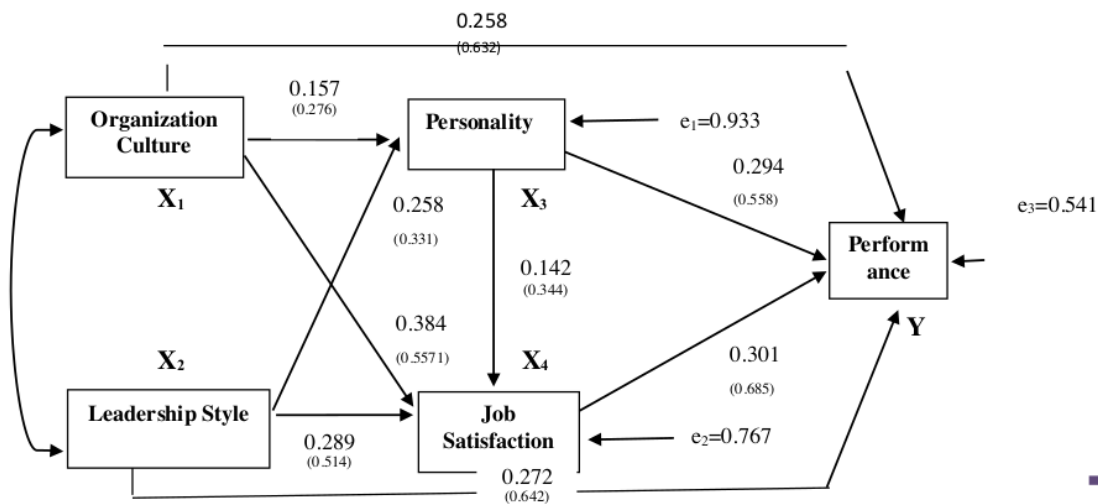 0.258
(0.632)
0.157
(0.276)
Organization
Culture
Personality
e1=0.933
0.294
(0.558)
X1
0.258
(0.331)
X3
e3=0.541
Perform
ance
0.142
(0.344)
Y
0.384
(0.5571)
X2
X4
0.301
(0.685)
Leadership Style
Job
Satisfaction
0.289
(0.514)
e2=0.767
0.272
(0.642)